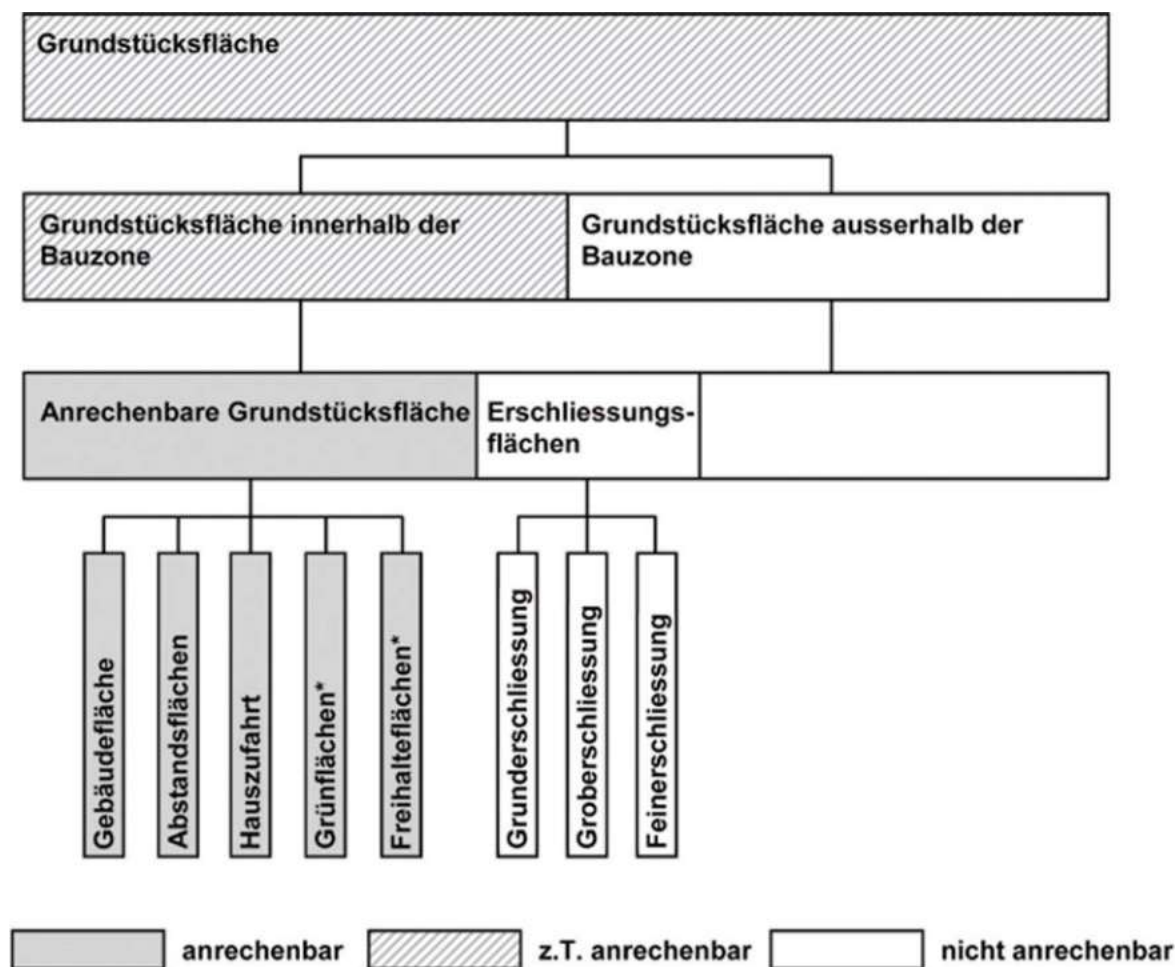 Grundstücksfläche
Grundstücksfläche innerhalb der
Bauzone
Grundstücksfläche ausserhalb der
Bauzone
Anrechenbare Grundstücksfläche
Erschliessungs-
flächen
Gebäudefläche
Abstandsflächen
Hauszufahrt
Grünflächen*
Freihalteflächen*
Grunderschliessung
Groberschliessung
Feinerschliessung
anrechenbar
z.T. anrechenbar
nicht anrechenbar